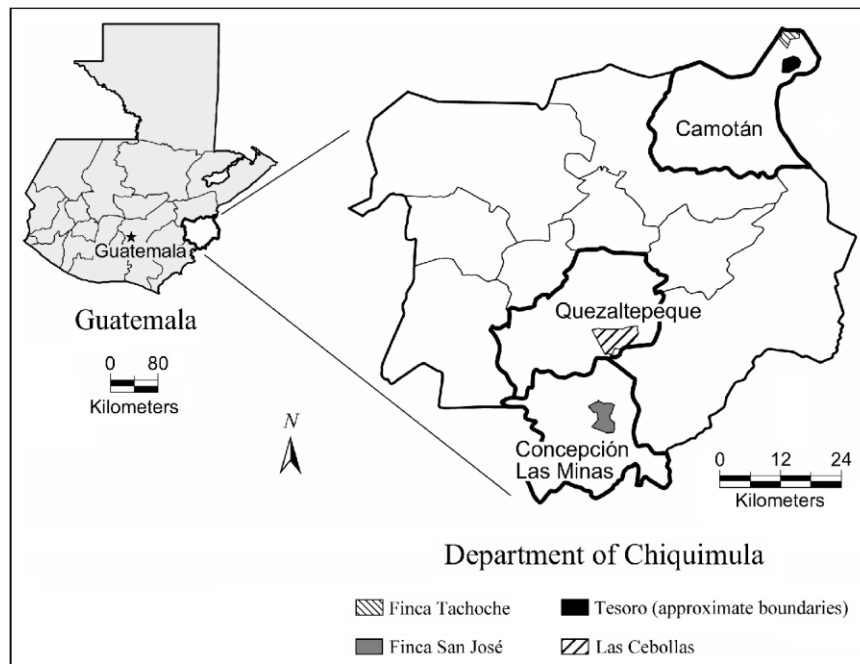 Guatemala
Guatemala
0 80
Kilometers
N
Camotán
Quezaltepeque
Concepción
Las Minas
0 12 24
Kilometers
Department of Chiquimula
Finca Tachoche
Tesoro (approximate boundaries)
Finca San José
Las Cebollas